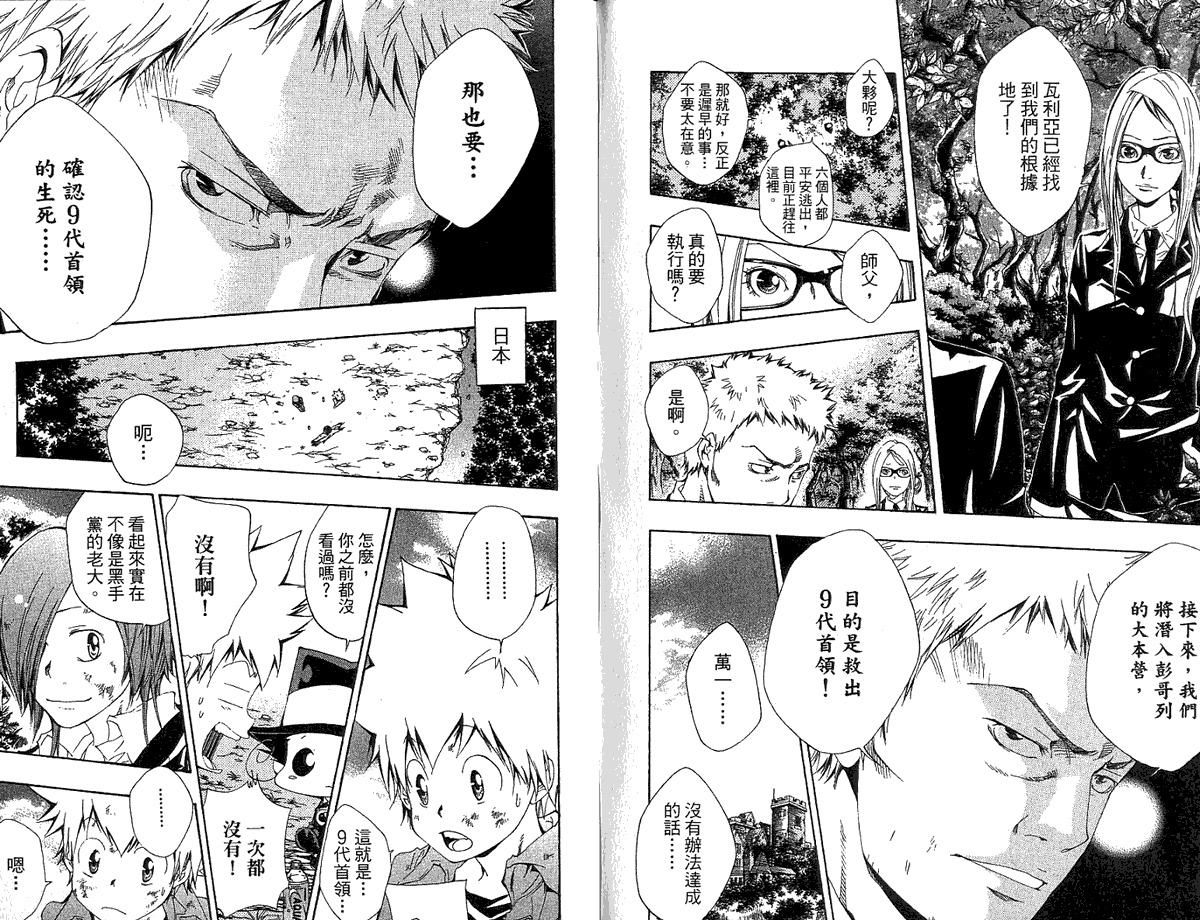 瓦利亞已經找
到我們的根據
地了！
大夥呢？
六個人都
平安逃出，
目前正趕往
這裡。
那就好，反正
是遲早的事…
不要太在意。
師父，
真的要
執行嗎？
是啊。
接下來，我們
將潛入彭哥列
的大本營，
目的是救出
9代首領！
萬一……
沒有辦法達成
的話……
那也要…
確認9代首領
的生死……
日本
呃…
………
這就是…
9代首領…
怎麼，
你之前都沒
看過嗎？
沒有啊！
一次都
沒有！
看起來實在
不像是黑手
黨的老大。
……
嗯…